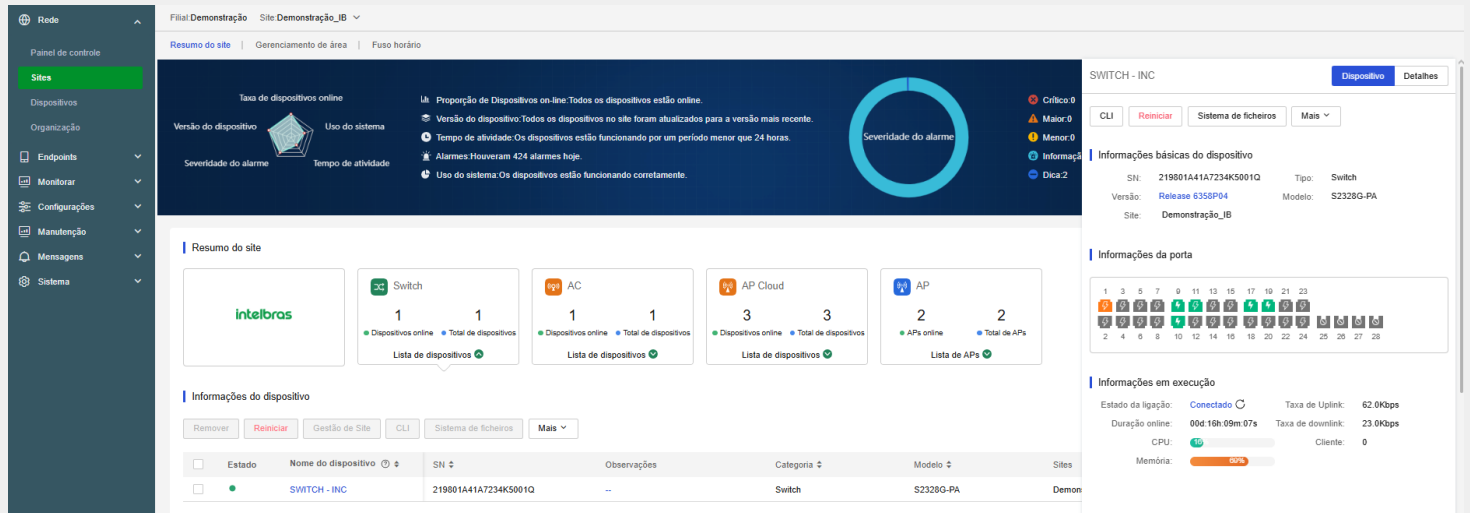 Rede
Painel de controle
Sites
Dispositivos
Organização
Endpoints
Monitorar
Configurações
Manutenção
Mensagens
Sistema
Filial:Demonstração Site:Demonstração_IB
Resumo do site | Gerenciamento de área | Fuso horário
Taxa de dispositivos online
Versão do dispositivo
Uso do sistema
Severidade do alarme
Tempo de atividade
Proporção de Dispositivos on-line:Todos os dispositivos estão online.
Versão do dispositivo:Todos os dispositivos no site foram atualizados para a versão mais recente.
Tempo de atividade:Os dispositivos estão funcionando por um período menor que 24 horas.
Alarmes:Houveram 424 alarmes hoje.
Uso do sistema:Os dispositivos estão funcionando corretamente.
Severidade do alarme
Crítico:0
Maior:0
Menor:0
Informaçã
Dica:2
Resumo do site
intelbras
Switch
1 1
Dispositivos online Total de dispositivos
Lista de dispositivos
AC
1 1
Dispositivos online Total de dispositivos
Lista de dispositivos
AP Cloud
3 3
Dispositivos online Total de dispositivos
Lista de dispositivos
AP
2 2
APs online Total de APs
Lista de APs
Informações do dispositivo
Remover Reiniciar Gestão de Site CLI Sistema de ficheiros Mais
Estado Nome do dispositivo SN Observações Categoria Modelo Sites
SWITCH - INC 219801A41A7234K5001Q -- Switch S2328G-PA Demon
SWITCH - INC
Dispositivo Detalhes
CLI Reiniciar Sistema de ficheiros Mais
Informações básicas do dispositivo
SN: 219801A41A7234K5001Q Tipo: Switch
Versão: Release 6358P04 Modelo: S2328G-PA
Site: Demonstração_IB
Informações da porta
1 3 5 7 9 11 13 15 17 19 21 23
2 4 6 8 10 12 14 16 18 20 22 24 25 26 27 28
Informações em execução
Estado da ligação: Conectado Taxa de Uplink: 62.0Kbps
Duração online: 00d:16h:09m:07s Taxa de downlink: 23.0Kbps
CPU: 10 Cliente: 0
Memória: 69%